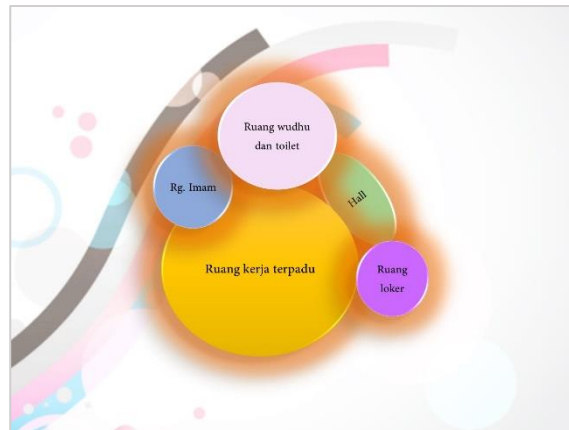 Ruang wudhu
dan toilet
Rg. Imam
Hall
Ruang kerja terpadu
Ruang
loker